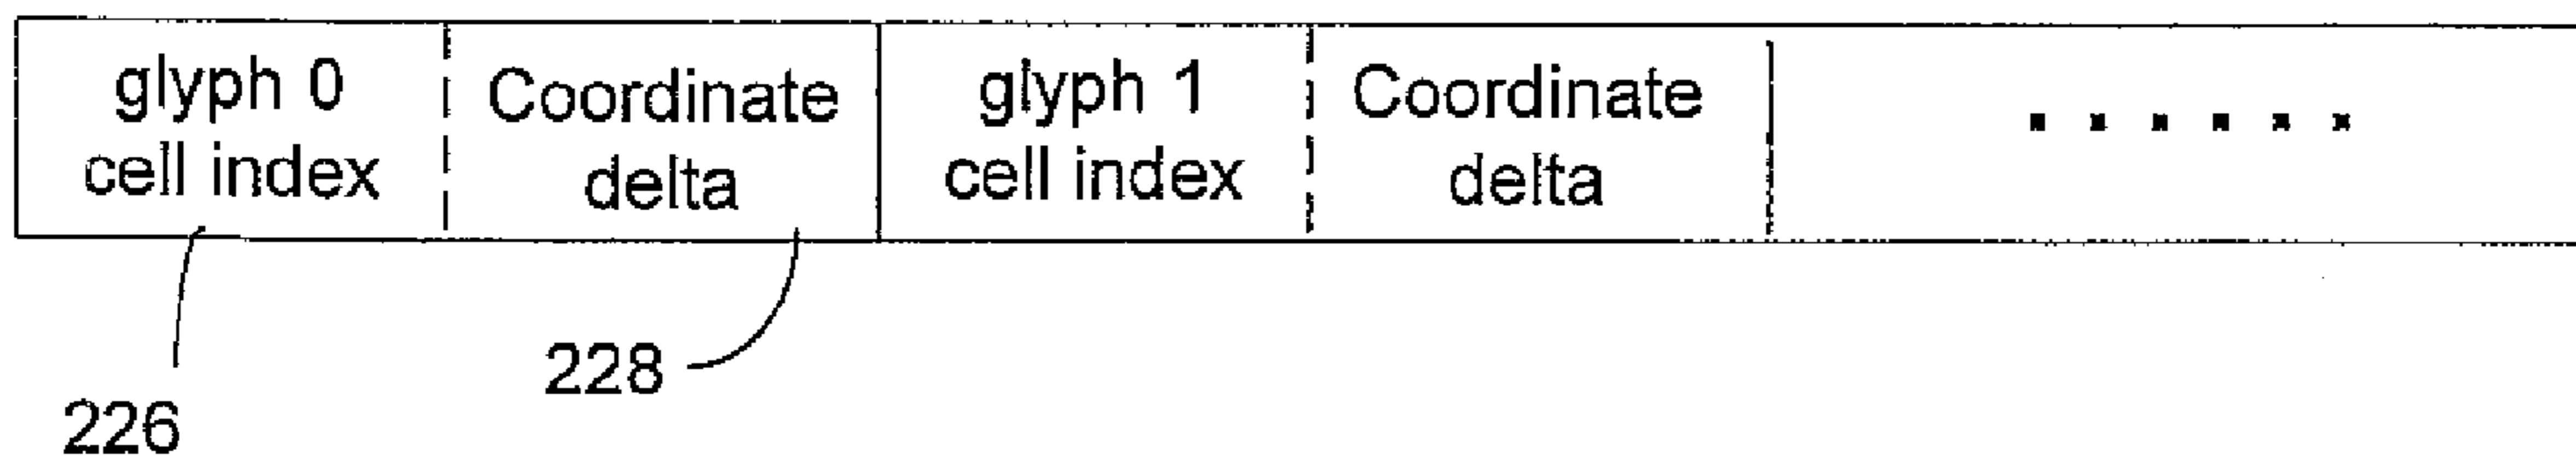 glyph 0
cell index
Coordinate
delta
glyph 1
cell index
Coordinate
delta
......
226
228